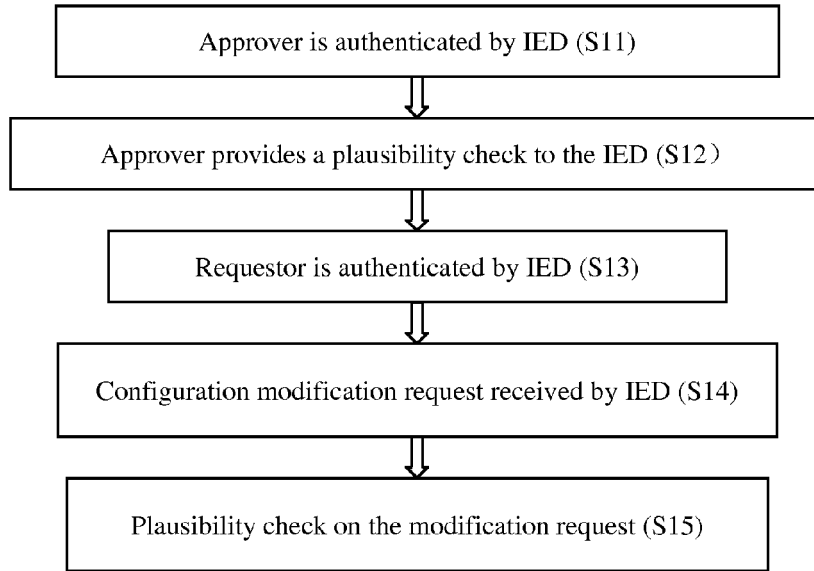 Approver is authenticated by IED (S11)
Approver provides a plausibility check to the IED (S12）
Requestor is authenticated by IED (S13)
Configuration modification request received by IED (S14)
Plausibility check on the modification request (S15)